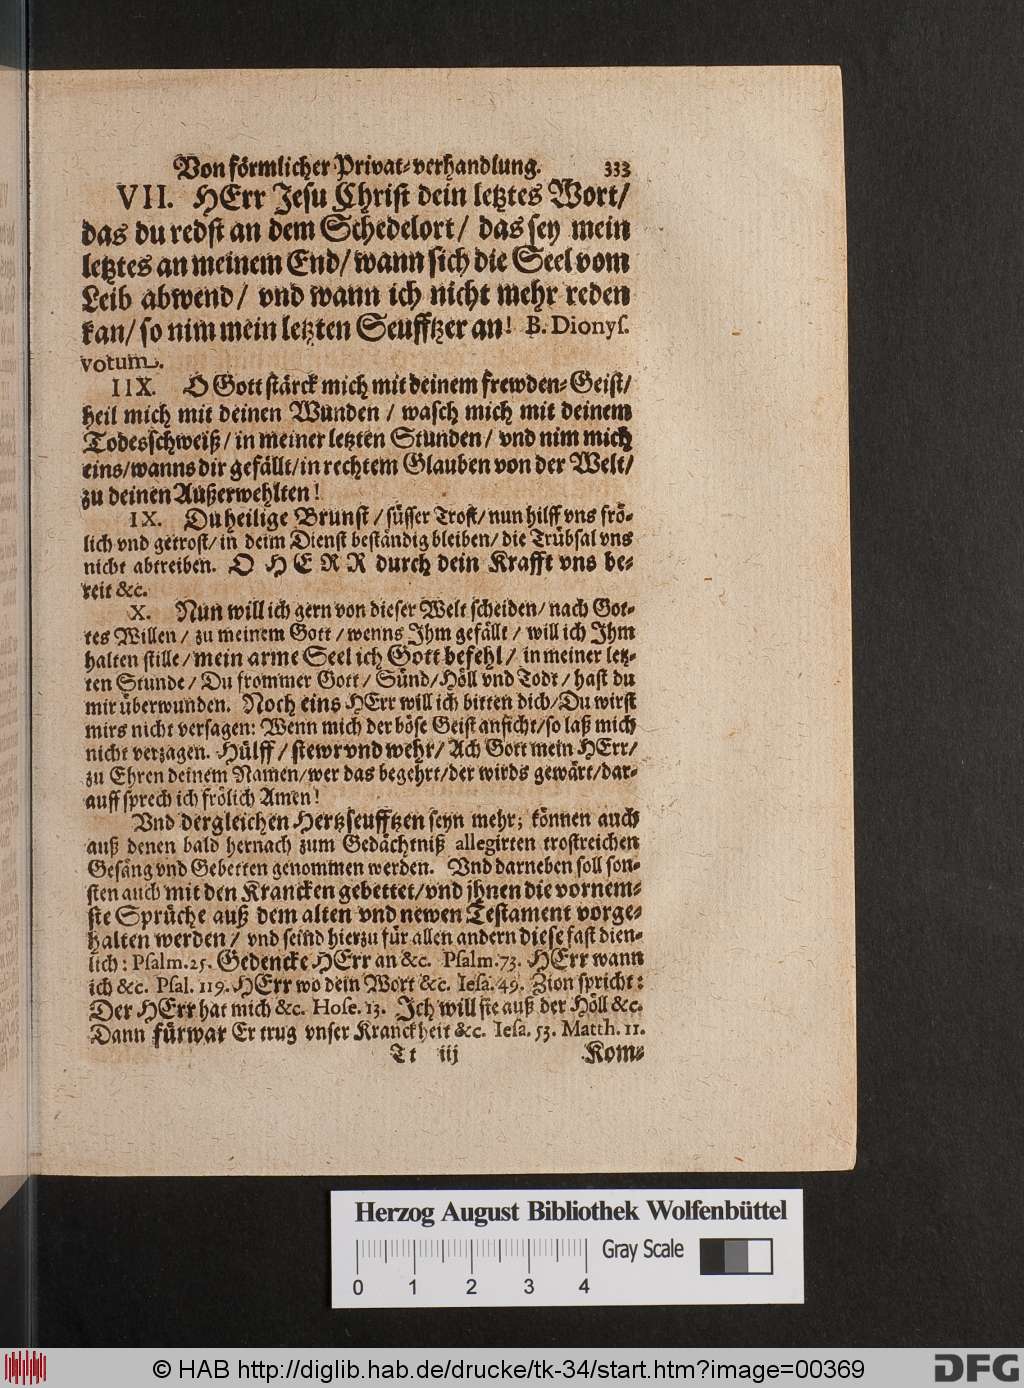 Von förmlicher Privat-verhandlung. 333
VII. HErr Jesu Christ dein letztes Wort/
das du redst an dem Schedelort/ das sey mein
letztes an meinem End/ wann sich die Seel vom
Leib abwend/ vnd wann ich nicht mehr reden
kan/ so nim mein letzten Seufftzer an! B. Dionys.
votum.
IIX. O Gott stärck mich mit deinem frewden-Geist/
heil mich mit deinen Wunden / wasch mich mit deinem
Todesschweiß/ in meiner letzten Stunden/ vnd nim mich
eins/ wanns dir gefällt/ in rechtem Glauben von der Welt/
zu deinen Außerwehlten!
IX. Du heilige Brunst / süsser Trost/ nun hilff vns frö-
lich vnd getrost/ in deim Dienst beständig bleiben/ die Trübsal vns
nicht abtreiben. O HERR durch dein Krafft vns be-
reit &c.
X. Nun will ich gern von dieser Welt scheiden/ nach Got-
tes Willen / zu meinem Gott / wenns Ihm gefällt / will ich Ihm
halten stille/ mein arme Seel ich Gott befehl/ in meiner letz-
ten Stunde/ Du frommer Gott/ Sünd/ Höll vnd Todt/ hast du
mir überwunden. Noch eins HErr will ich bitten dich/ Du wirst
mirs nicht versagen: Wenn mich der böse Geist anficht/ so laß mich
nicht verzagen. Hülff/ stewr vnd wehr/ Ach Gott mein HErr/
zu Ehren deinem Namen/ wer das begehrt/ der wirds gewärt/ dar-
auff sprech ich frölich Amen!
Vnd dergleichen Hertzseufftzen seyn mehr; können auch
auß denen bald hernach zum Gedächtniß allegirten trostreichen
Gesäng vnd Gebetten genommen werden. Vnd darneben soll son-
sten auch mit den Krancken gebettet/ vnd jhnen die vornem-
ste Sprüche auß dem alten vnd newen Testament vorge-
halten werden/ vnd seind hierzu für allen andern diese fast dien-
lich: Psalm. 25. Gedencke HErr an &c. Psalm. 73. HErr wann
ich &c. Psal. 119. HErr wo dein Wort &c. Iesa. 49. Zion spricht:
Der HErr hat mich &c. Hose. 13. Ich will sie auß der Höll &c.
Dann fürwar Er trug vnser Kranckheit &c. Iesa. 53. Matth. 11.
Tt iij Kom-
Herzog August Bibliothek Wolfenbüttel
Gray Scale
0 1 2 3 4
© HAB http://diglib.hab.de/drucke/tk-34/start.htm?image=00369
DFG